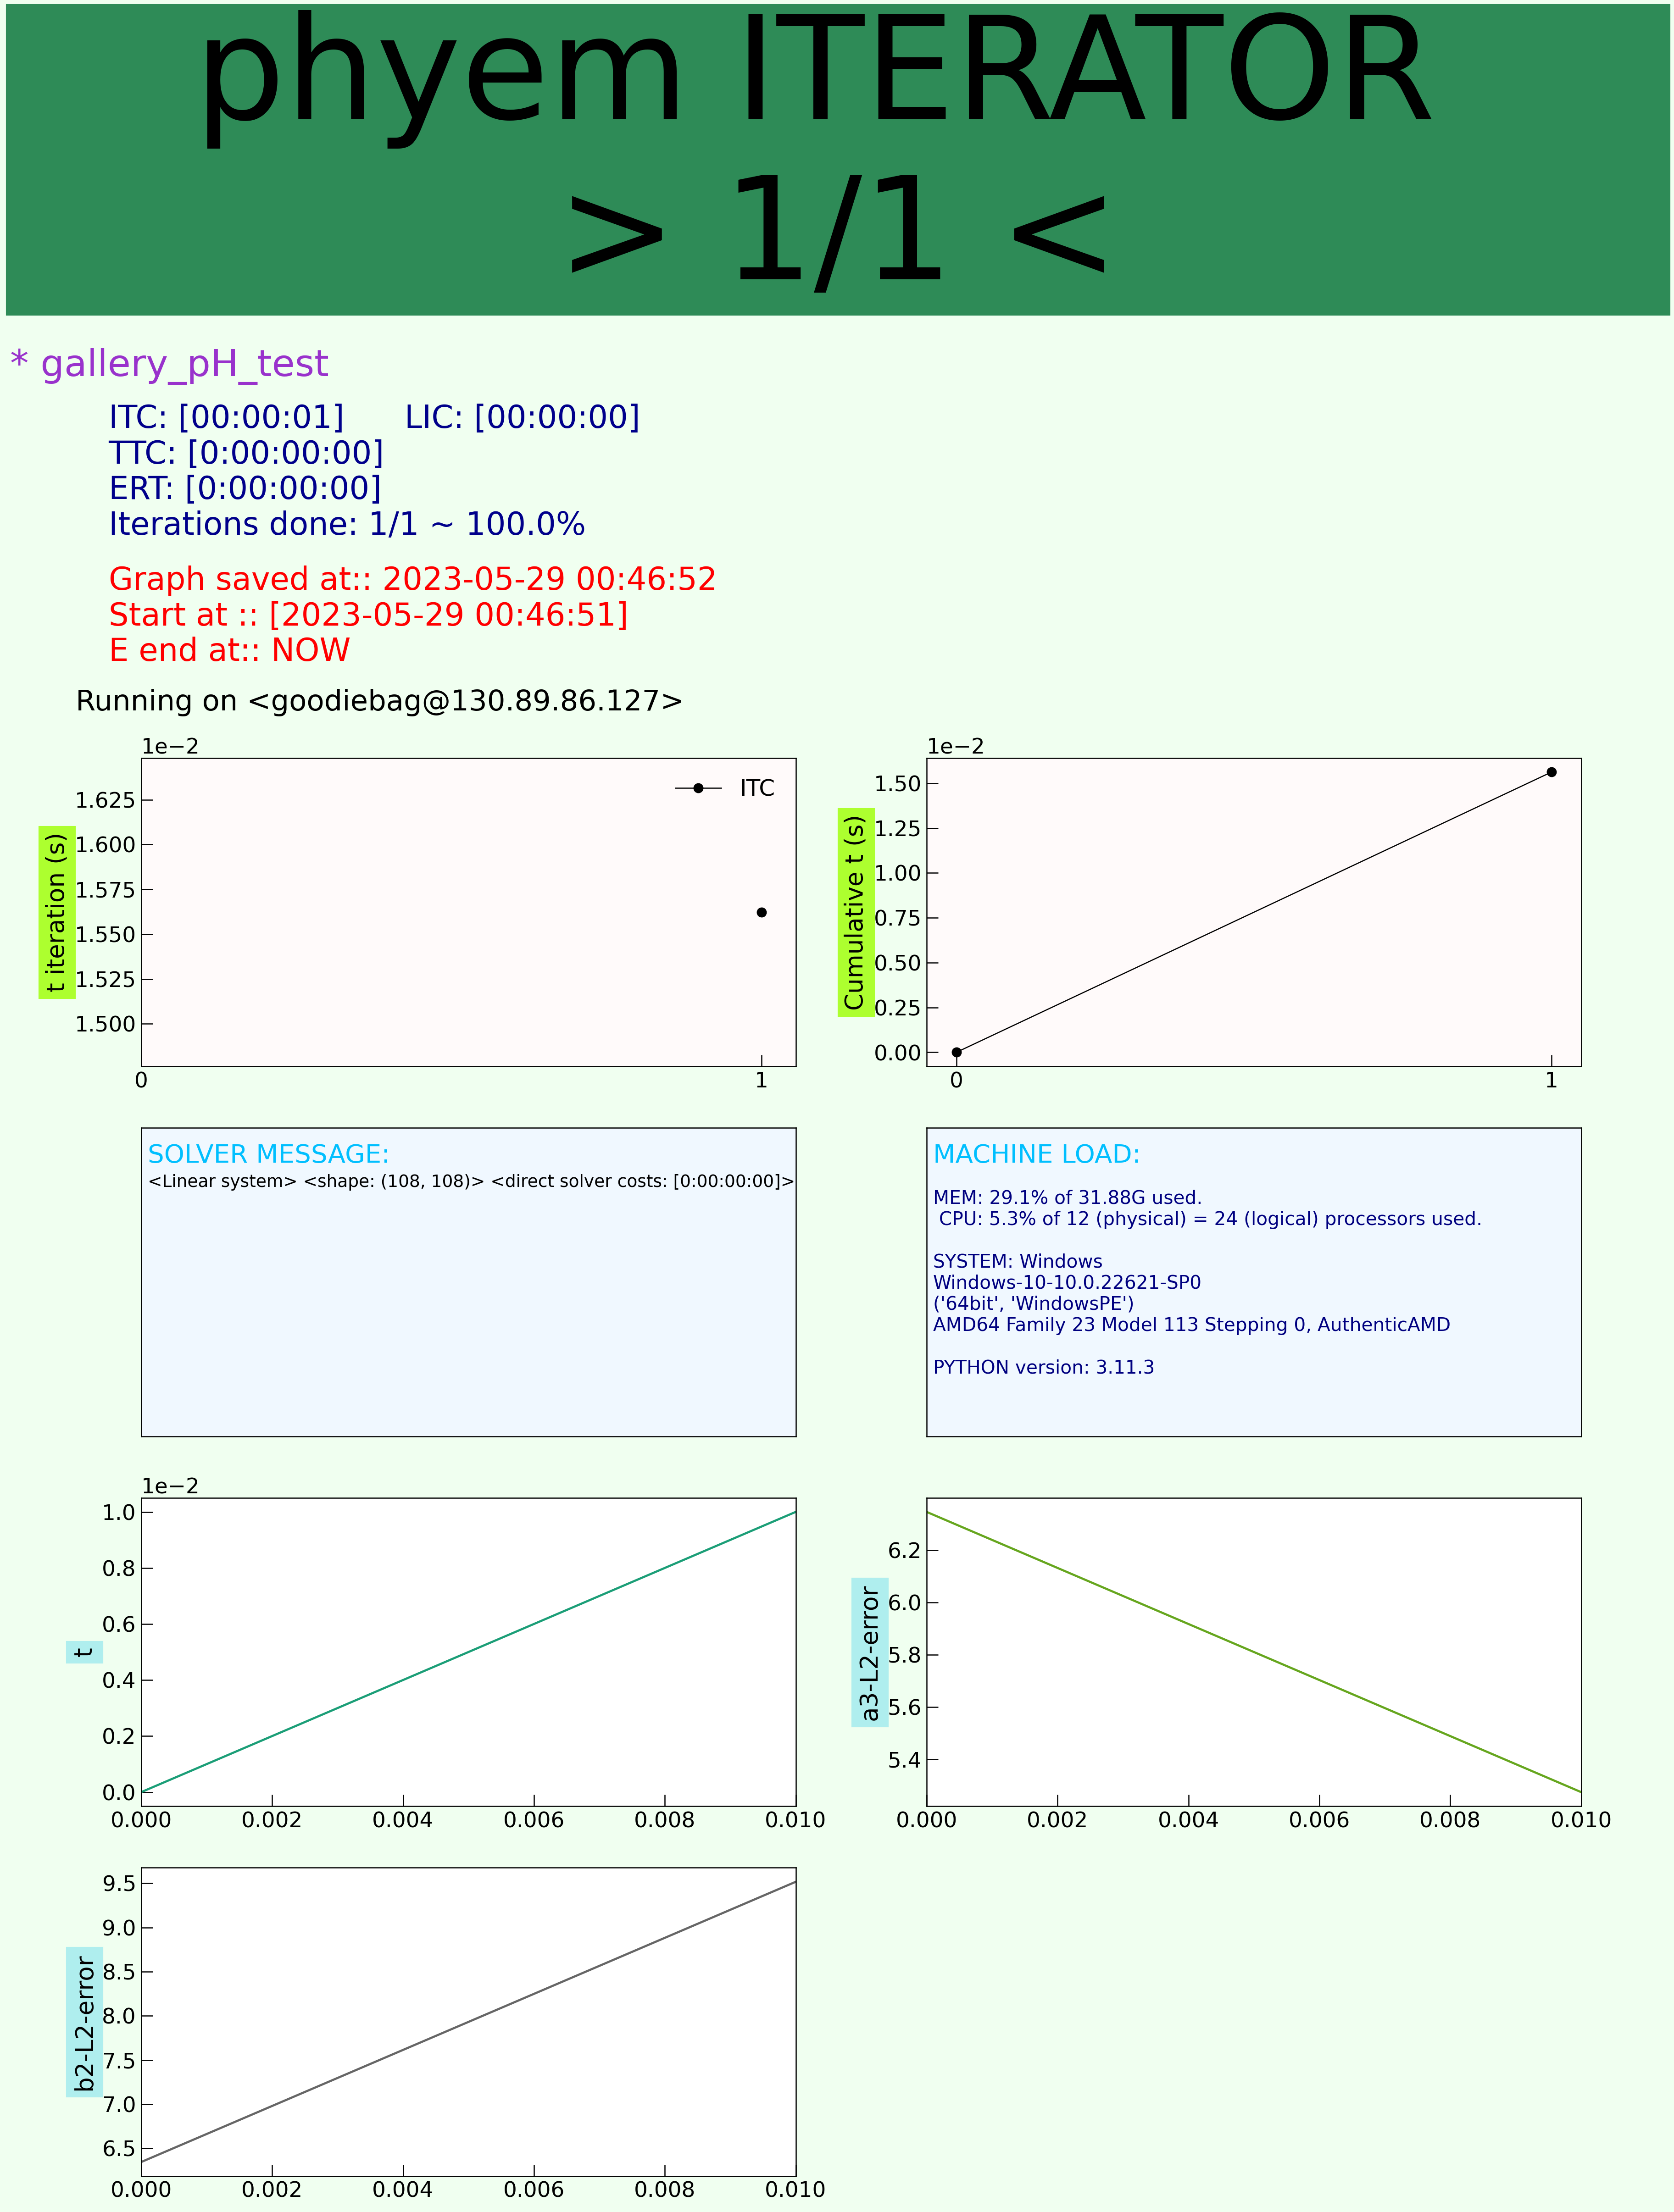 phyem ITERATOR
> 1/1 <
* gallery_pH_test
ITC: [00:00:01] LIC: [00:00:00]
TTC: [0:00:00:00]
ERT: [0:00:00:00]
Iterations done: 1/1 ~ 100.0%
Graph saved at:: 2023-05-29 00:46:52
Start at :: [2023-05-29 00:46:51]
E end at:: NOW
Running on <goodiebag@130.89.86.127>
1e−2
t iteration (s)
1.625
1.600
1.575
1.550
1.525
1.500
0 1
ITC
1e−2
Cumulative t (s)
1.50
1.25
1.00
0.75
0.50
0.25
0.00
0 1
SOLVER MESSAGE:
<Linear system> <shape: (108, 108)> <direct solver costs: [0:00:00:00]>
MACHINE LOAD:
MEM: 29.1% of 31.88G used.
CPU: 5.3% of 12 (physical) = 24 (logical) processors used.
SYSTEM: Windows
Windows-10-10.0.22621-SP0
('64bit', 'WindowsPE')
AMD64 Family 23 Model 113 Stepping 0, AuthenticAMD
PYTHON version: 3.11.3
1e−2
t
1.0
0.8
0.6
0.4
0.2
0.0
0.000 0.002 0.004 0.006 0.008 0.010
a3-L2-error
6.2
6.0
5.8
5.6
5.4
0.000 0.002 0.004 0.006 0.008 0.010
b2-L2-error
9.5
9.0
8.5
8.0
7.5
7.0
6.5
0.000 0.002 0.004 0.006 0.008 0.010